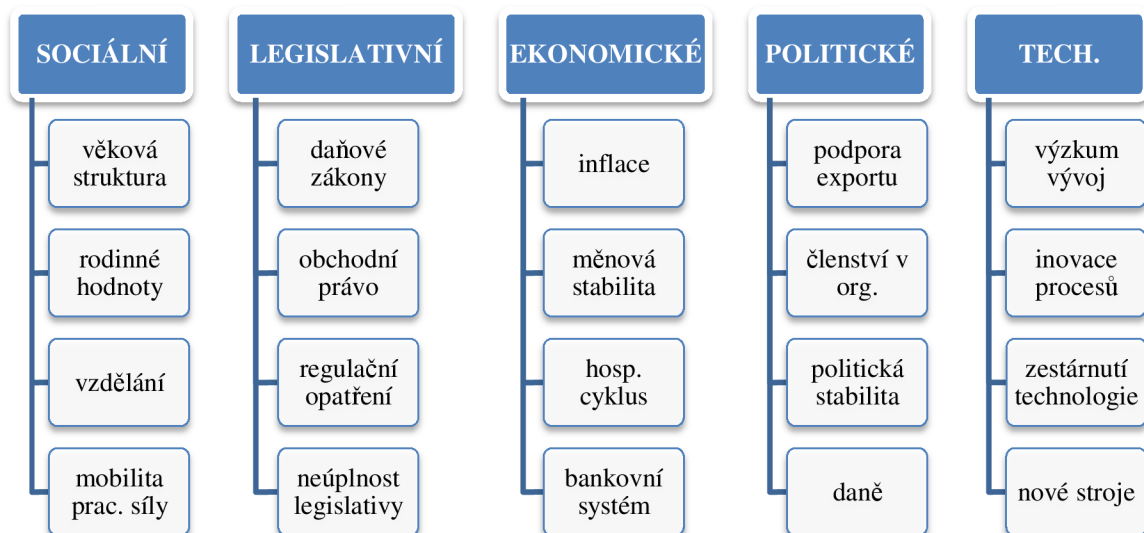 SOCIÁLNÍ
věková
struktura
rodinné
hodnoty
vzdělání
mobilita
prac. síly
LEGISLATIVNÍ
daňové
zákony
obchodní
právo
regulační
opatření
neúplnost
legislativy
EKONOMICKÉ
inflace
měnová
stabilita
hosp.
cyklus
bankovní
systém
POLITICKÉ
podpora
exportu
členství v
org.
politická
stabilita
daně
TECH.
výzkum
vývoj
inovace
procesů
zestárnutí
technologie
nové stroje